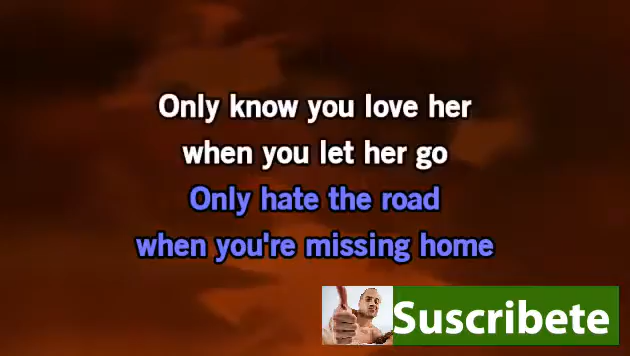 Only know you love her
when you let her go
Only hate the road
when you're missing home
Suscribete